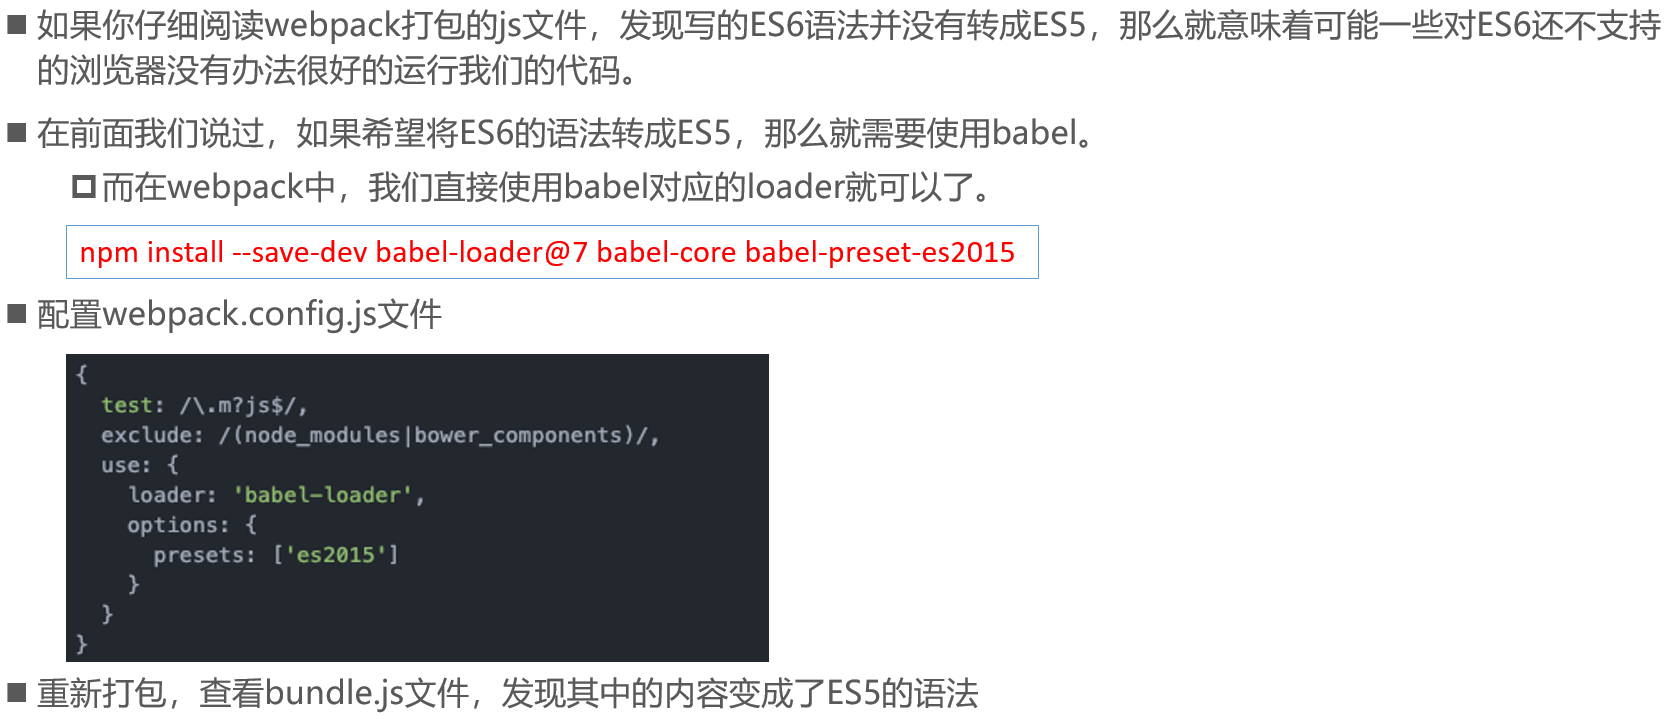 如果你仔细阅读webpack打包的js文件，发现写的ES6语法并没有转成ES5，那么就意味着可能一些对ES6还不支持
的浏览器没有办法很好的运行我们的代码。
在前面我们说过，如果希望将ES6的语法转成ES5，那么就需要使用babel。
而在webpack中，我们直接使用babel对应的loader就可以了。
npm install --save-dev babel-loader@7 babel-core babel-preset-es2015
配置webpack.config.js文件
{
  test: /\.m?js$/,
  exclude: /(node_modules|bower_components)/,
  use: {
    loader: 'babel-loader',
    options: {
      presets: ['es2015']
    }
  }
}
重新打包，查看bundle.js文件，发现其中的内容变成了ES5的语法